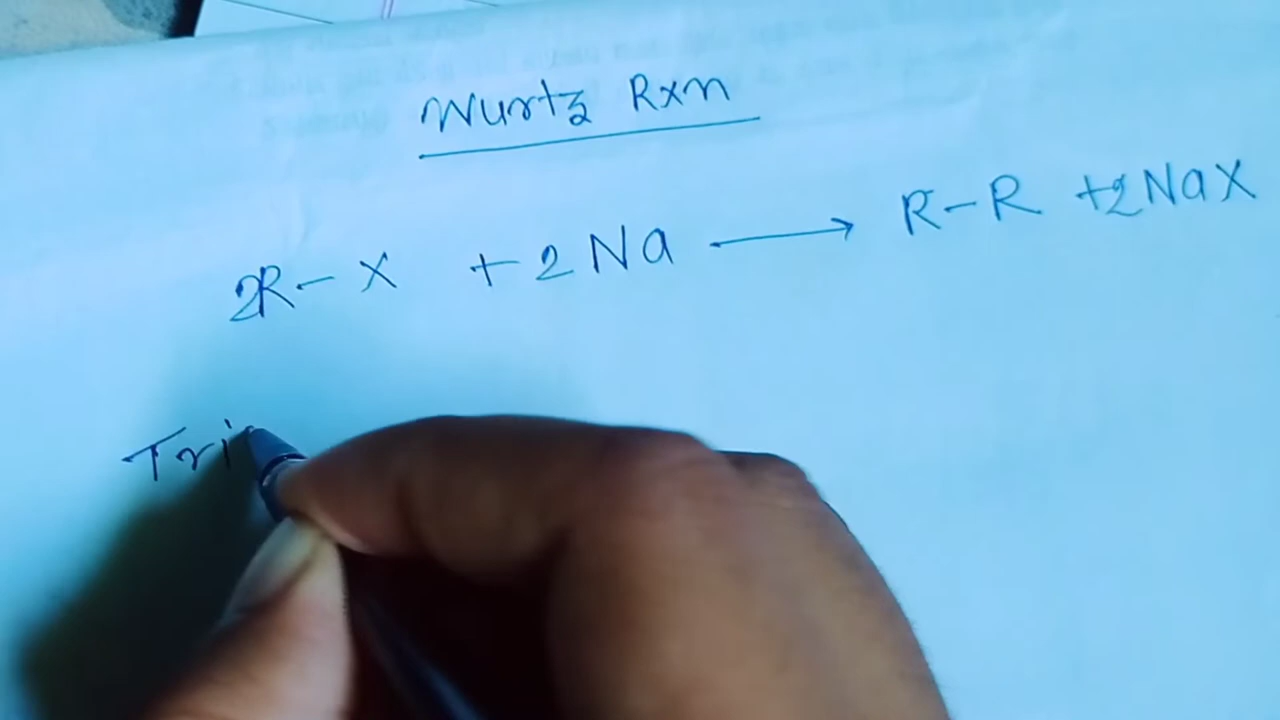 Wurtz Rxn
2R-X + 2Na ⟶ R-R + 2NaX
Tri